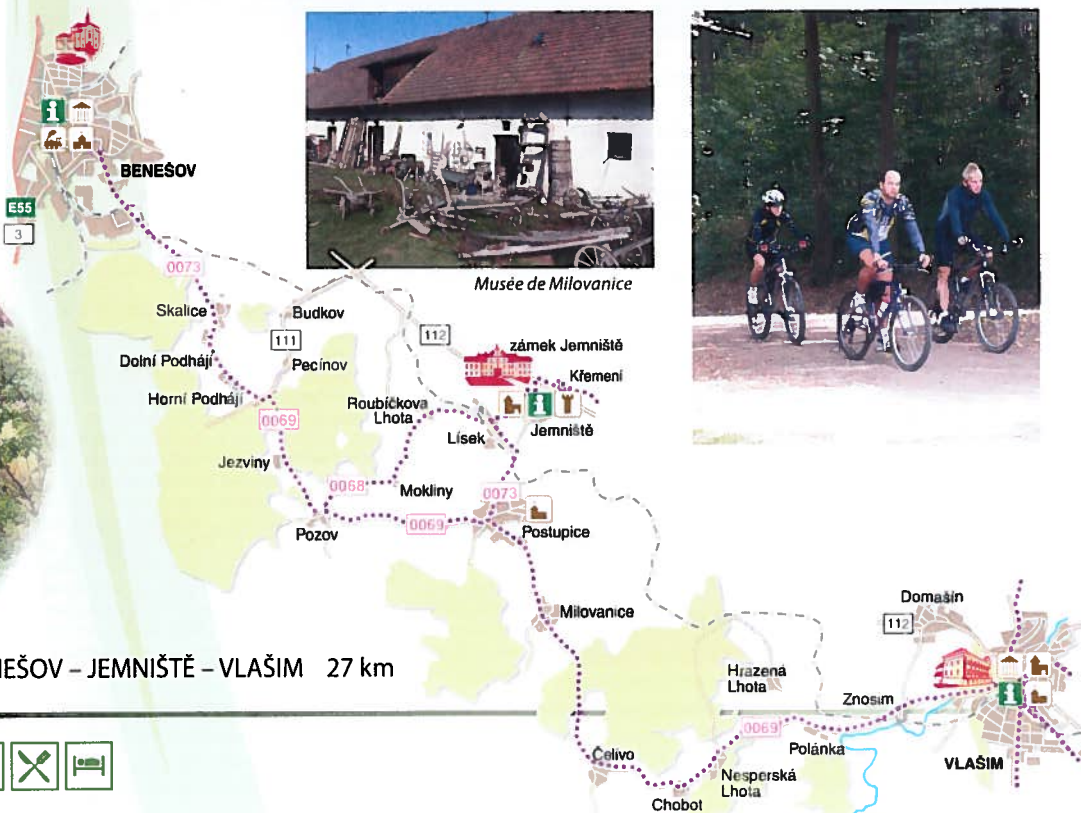 BENEŠOV
E55
3
0073
Musée de Milovanice
Skalice
Budkov
111
112
zámek Jemniště
Dolní Podhájí
Pecínov
Křemení
Horní Podhájí
Roubíčkova
Lhota
0069
Lísek
Jemniště
Jezviny
0068
Mokliny
0073
0069
Pozov
Postupice
Milovanice
Domašín
112
NEŠOV – JEMNIŠTĚ – VLAŠIM 27 km
Hrazená
Lhota
Znosim
0069
Polánka
VLAŠIM
Čelivo
Nesperská
Lhota
Chobot